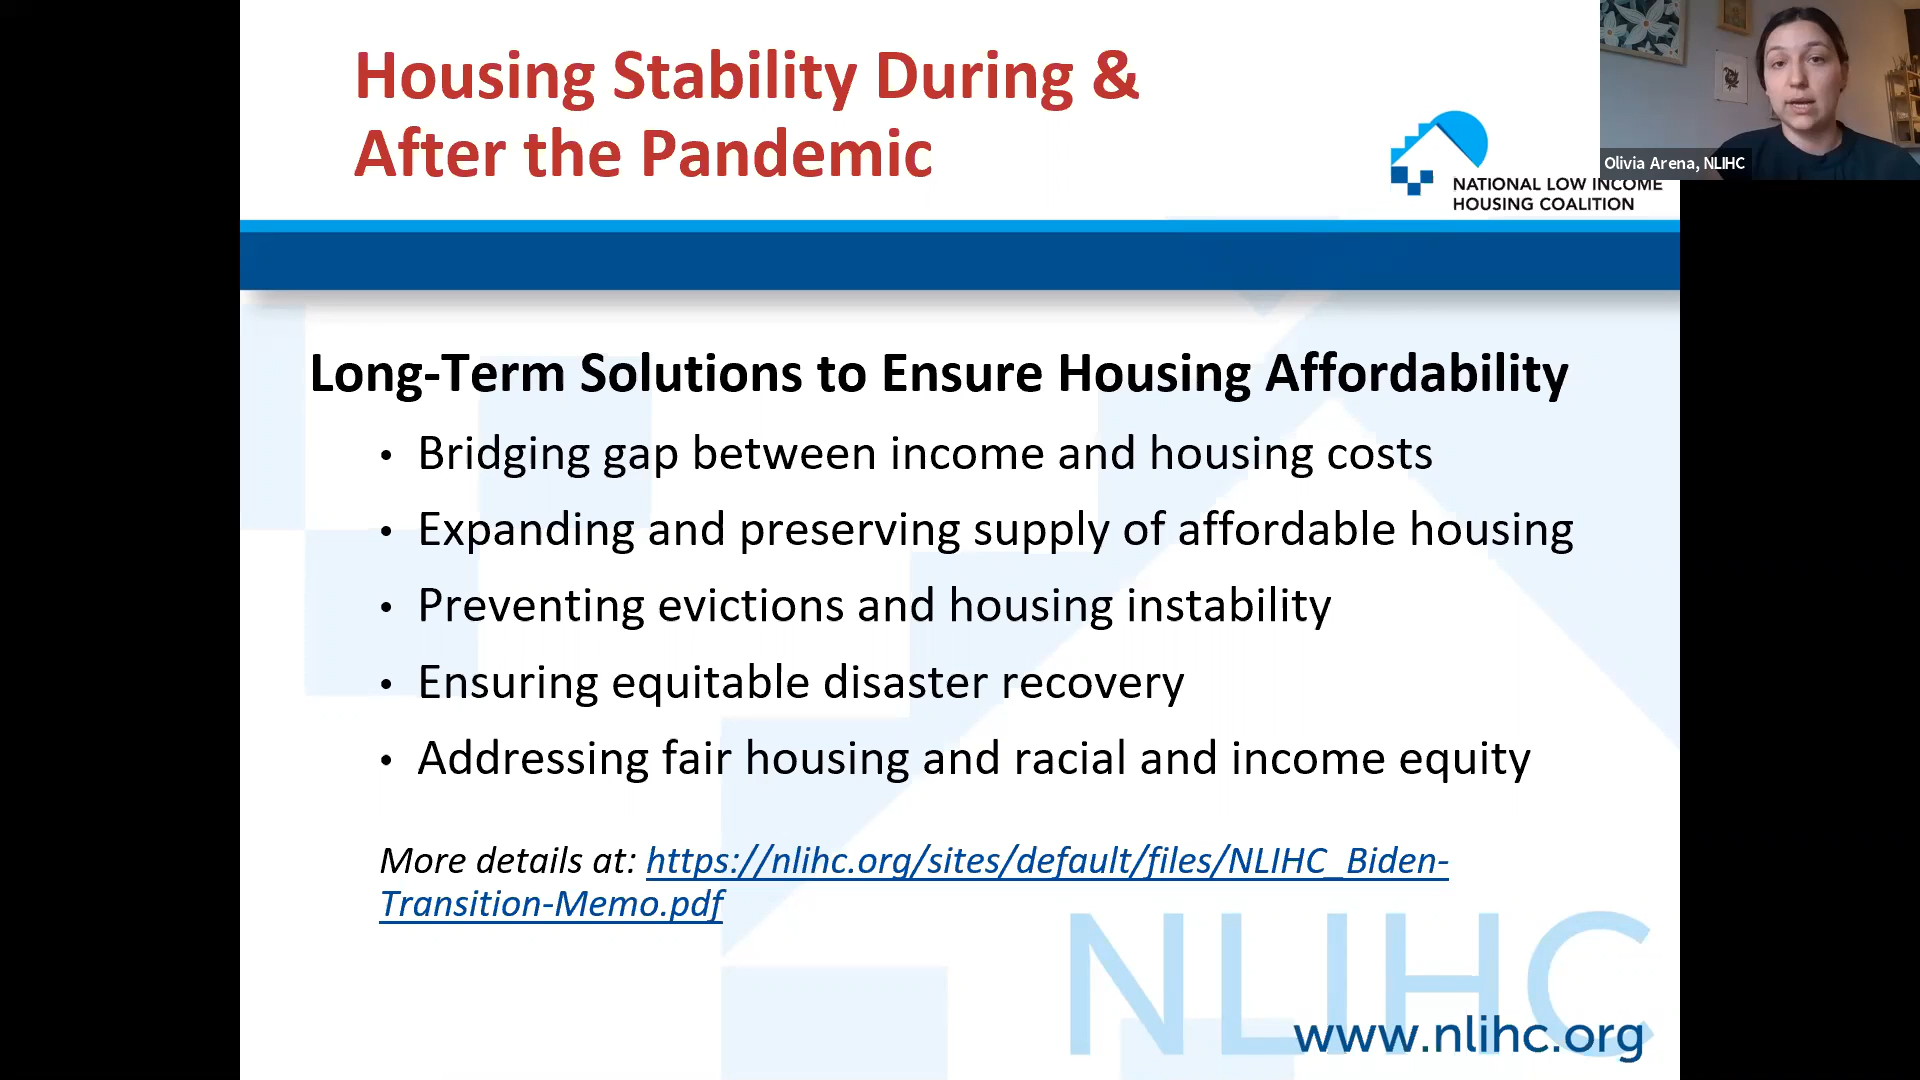 Housing Stability During &
After the Pandemic
NATIONAL LOW INCOME
HOUSING COALITION
Olivia Arena, NLIHC
Long-Term Solutions to Ensure Housing Affordability
• Bridging gap between income and housing costs
• Expanding and preserving supply of affordable housing
• Preventing evictions and housing instability
• Ensuring equitable disaster recovery
• Addressing fair housing and racial and income equity
More details at: https://nlihc.org/sites/default/files/NLIHC_Biden-
Transition-Memo.pdf
NLIHC
www.nlihc.org